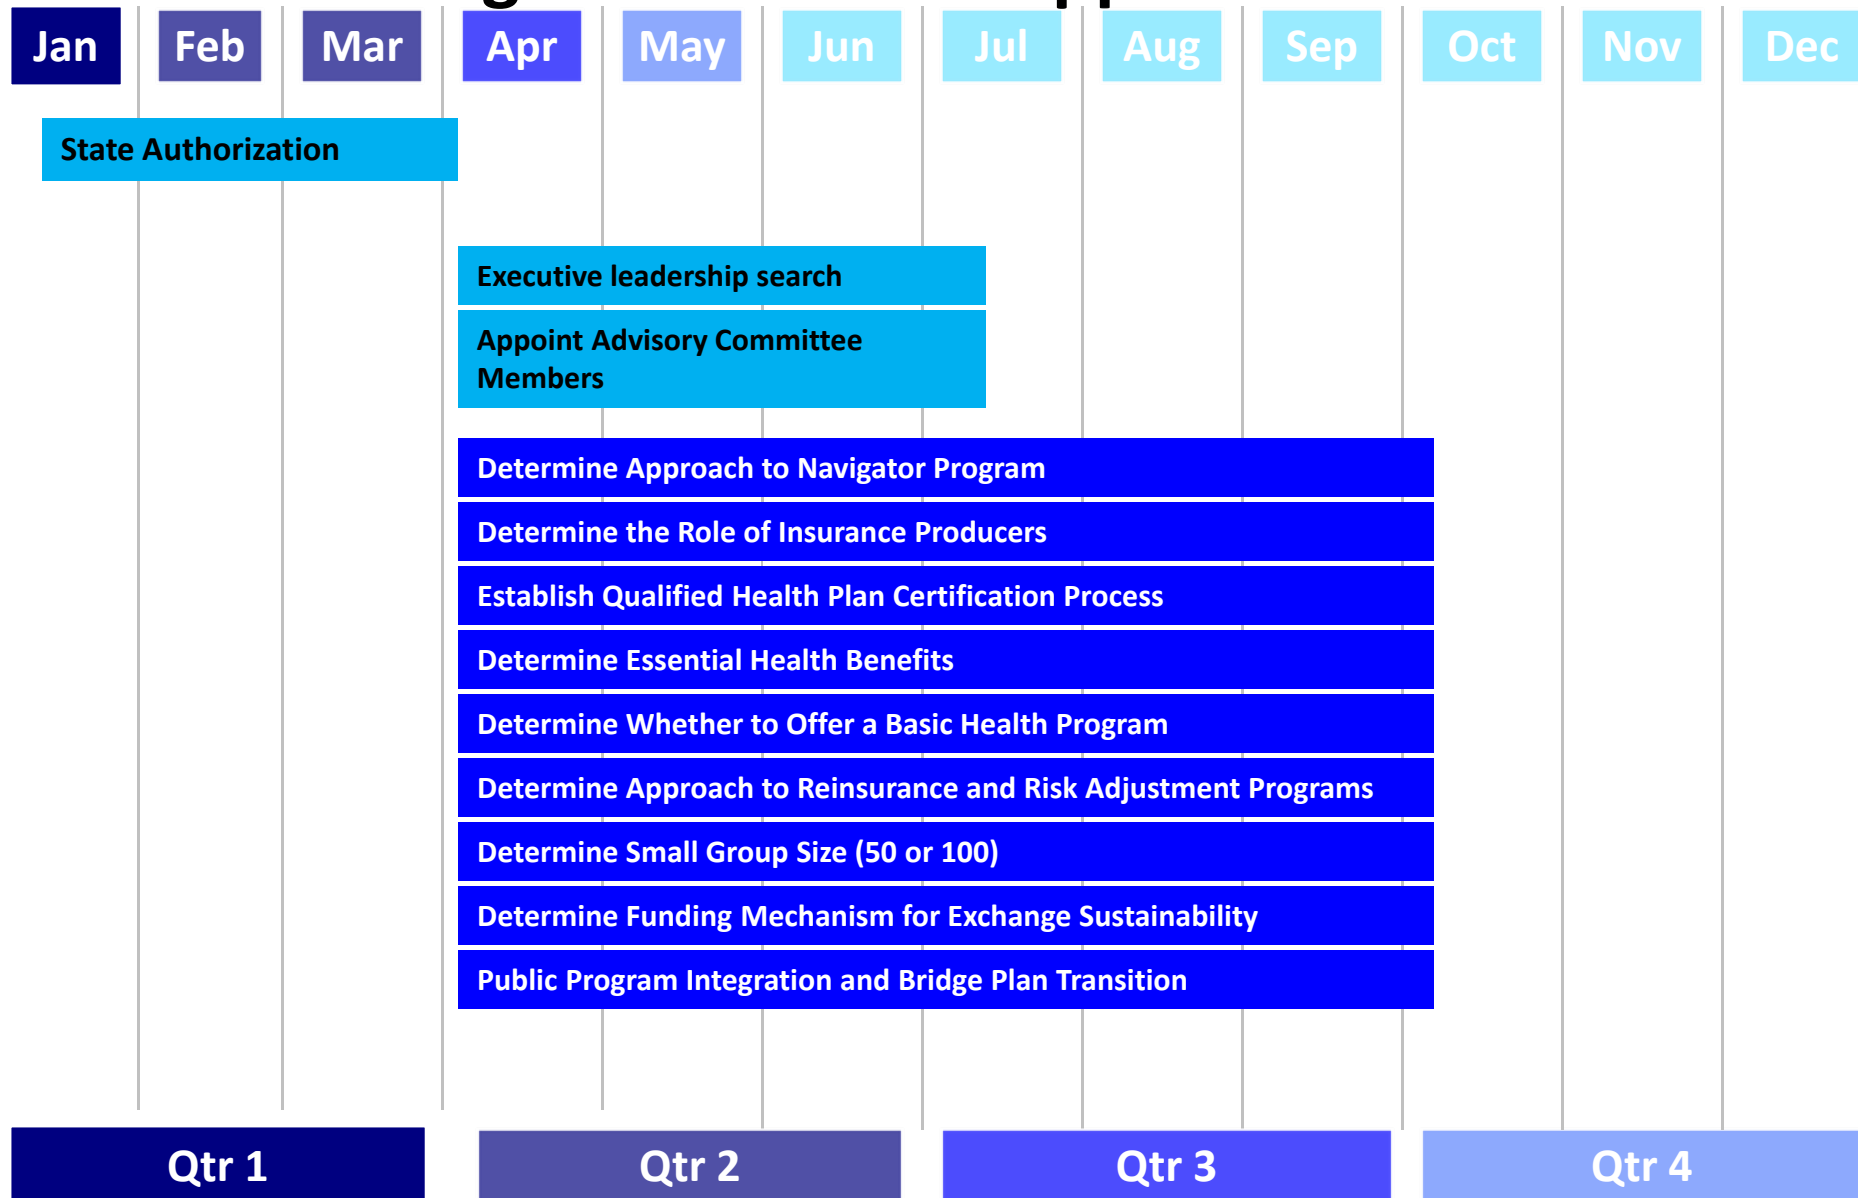 Jan Feb Mar Apr May Jun Jul Aug Sep Oct Nov Dec
State Authorization
Executive leadership search
Appoint Advisory Committee
Members
Determine Approach to Navigator Program
Determine the Role of Insurance Producers
Establish Qualified Health Plan Certification Process
Determine Essential Health Benefits
Determine Whether to Offer a Basic Health Program
Determine Approach to Reinsurance and Risk Adjustment Programs
Determine Small Group Size (50 or 100)
Determine Funding Mechanism for Exchange Sustainability
Public Program Integration and Bridge Plan Transition
Qtr 1 Qtr 2 Qtr 3 Qtr 4